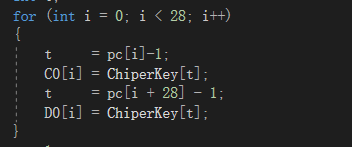 for (int i = 0; i < 28; i++)
{
t = pc[i]-1;
C0[i] = ChiperKey[t];
t = pc[i + 28] - 1;
D0[i] = ChiperKey[t];
}